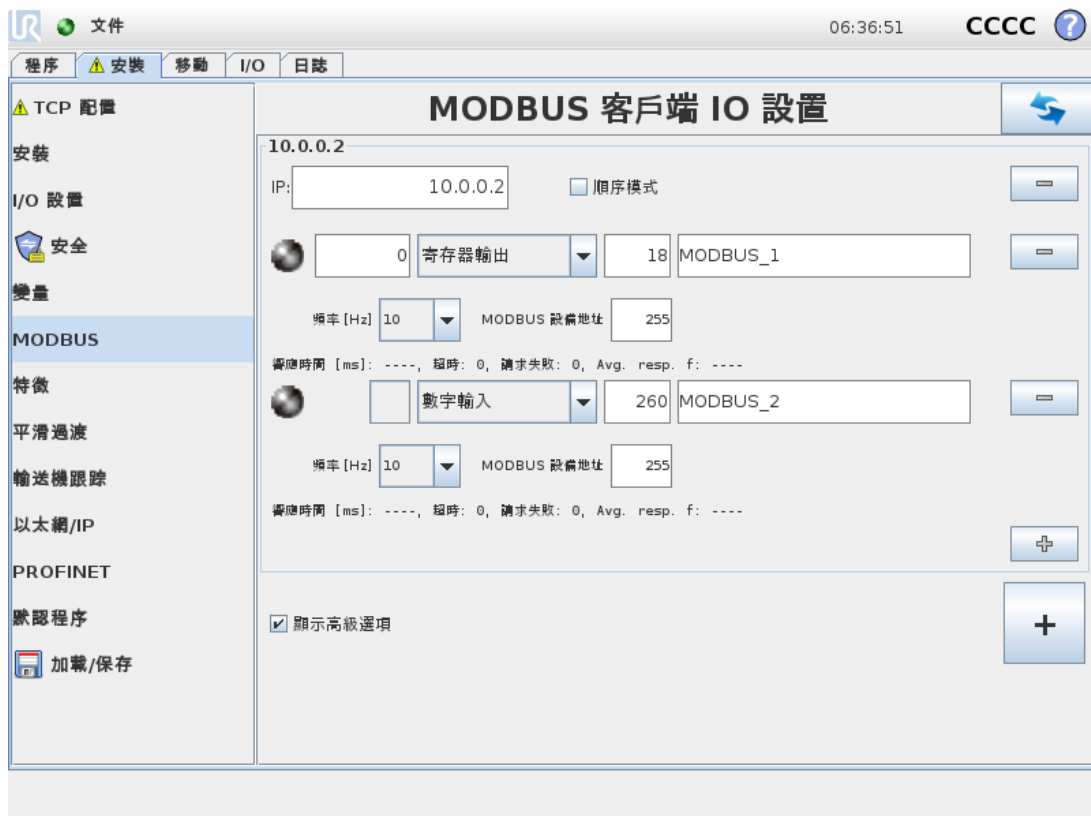 UR 文件 06:36:51 CCCC ?
程序 安裝 移動 I/O 日誌
TCP 配置
安裝
I/O 設置
安全
變量
MODBUS
特徵
平滑過渡
輸送機跟踪
以太網/IP
PROFINET
默認程序
加載/保存
MODBUS 客戶端 IO 設置
10.0.0.2
IP: 10.0.0.2 順序模式
0 寄存器輸出 18 MODBUS_1
頻率 [Hz] 10 MODBUS 設備地址 255
響應時間 [ms]: ----, 超時: 0, 請求失敗: 0, Avg. resp. f: ----
數字輸入 260 MODBUS_2
頻率 [Hz] 10 MODBUS 設備地址 255
響應時間 [ms]: ----, 超時: 0, 請求失敗: 0, Avg. resp. f: ----
顯示高級選項